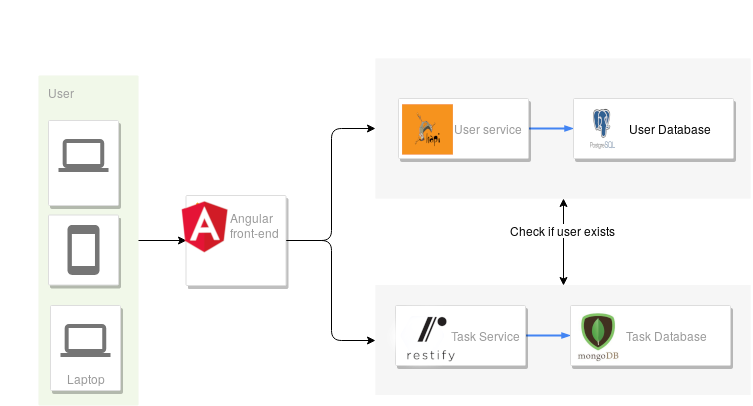 User
Laptop
Angular
front-end
hapi
User service
PostgreSQL
User Database
Check if user exists
restify
Task Service
mongoDB
Task Database